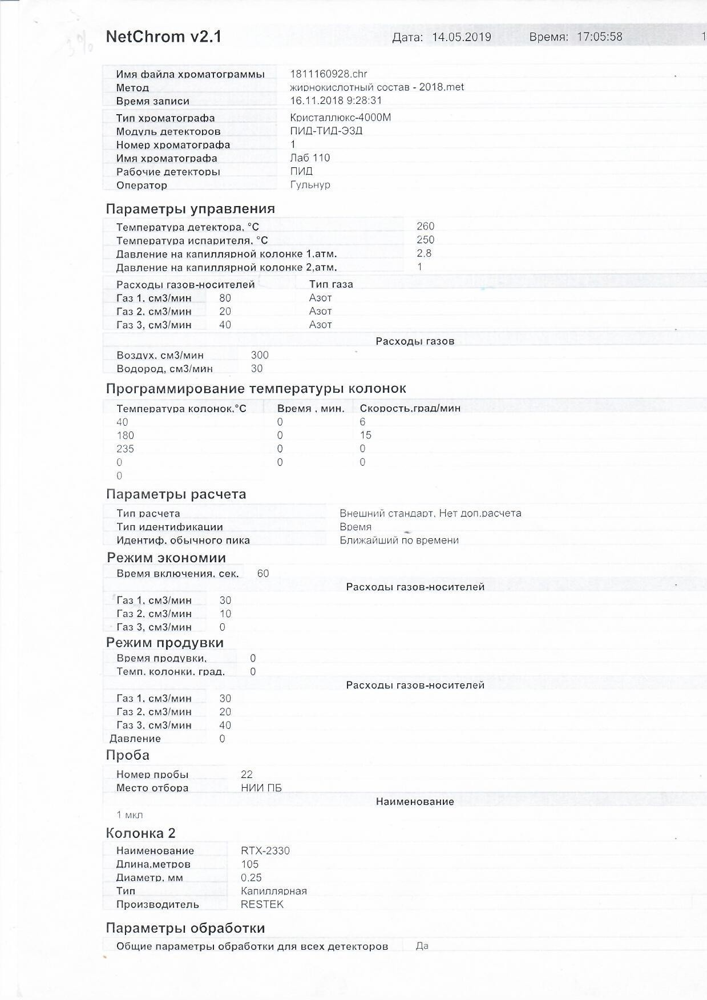 NetChrom v2.1 Дата: 14.05.2019 Время: 17:05:58 1
3%
Имя файла хроматограммы 1811160928.chr
Метод жирнокислотный состав - 2018.met
Время записи 16.11.2018 9:28:31
Тип хроматографа Кристаллюкс-4000М
Модуль детекторов ПИД-ТИД-ЭЗД
Номер хроматографа 1
Имя хроматографа Лаб 110
Рабочие детекторы ПИД
Оператор Гульнур
Параметры управления
Температура детектора, °С 260
Температура испарителя, °С 250
Давление на капиллярной колонке 1,атм. 2.8
Давление на капиллярной колонке 2,атм. 1
Расходы газов-носителей Тип газа
Газ 1, см3/мин 80 Азот
Газ 2, см3/мин 20 Азот
Газ 3, см3/мин 40 Азот
Расходы газов
Воздух, см3/мин 300
Водород, см3/мин 30
Программирование температуры колонок
Температура колонок,°С Время , мин. Скорость,град/мин
40 0 6
180 0 15
235 0 0
0 0 0
0
Параметры расчета
Тип расчета Внешний стандарт, Нет доп.расчета
Тип идентификации Время
Идентиф. обычного пика Ближайший по времени
Режим экономии
Время включения, сек. 60
Расходы газов-носителей
Газ 1, см3/мин 30
Газ 2, см3/мин 10
Газ 3, см3/мин 0
Режим продувки
Время продувки, 0
Темп. колонки, град. 0
Расходы газов-носителей
Газ 1, см3/мин 30
Газ 2, см3/мин 20
Газ 3, см3/мин 40
Давление 0
Проба
Номер пробы 22
Место отбора НИИ ПБ
Наименование
1 мкл
Колонка 2
Наименование RTX-2330
Длина,метров 105
Диаметр, мм 0.25
Тип Капиллярная
Производитель RESTEK
Параметры обработки
Общие параметры обработки для всех детекторов Да